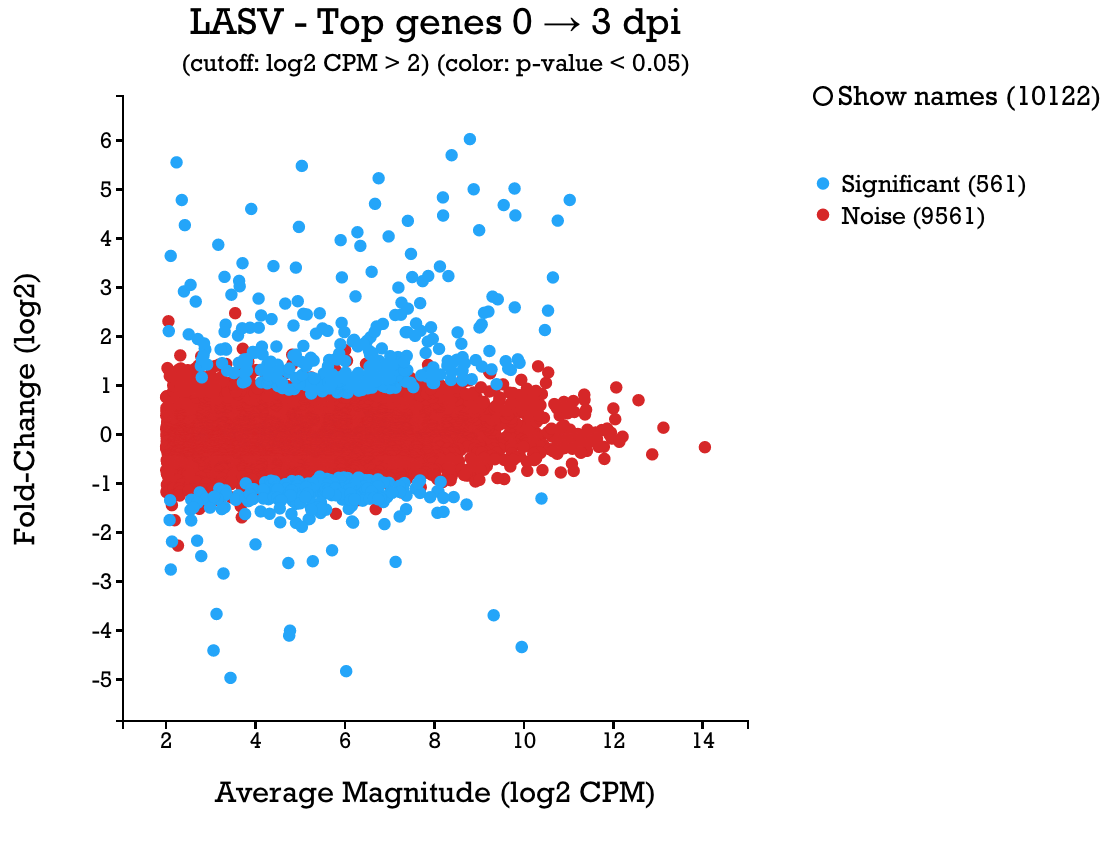 LASV - Top genes 0 → 3 dpi
(cutoff: log2 CPM > 2) (color: p-value < 0.05)
Show names (10122)
Significant (561)
Noise (9561)
Fold-Change (log2)
6
5
4
3
2
1
0
-1
-2
-3
-4
-5
2 4 6 8 10 12 14
Average Magnitude (log2 CPM)